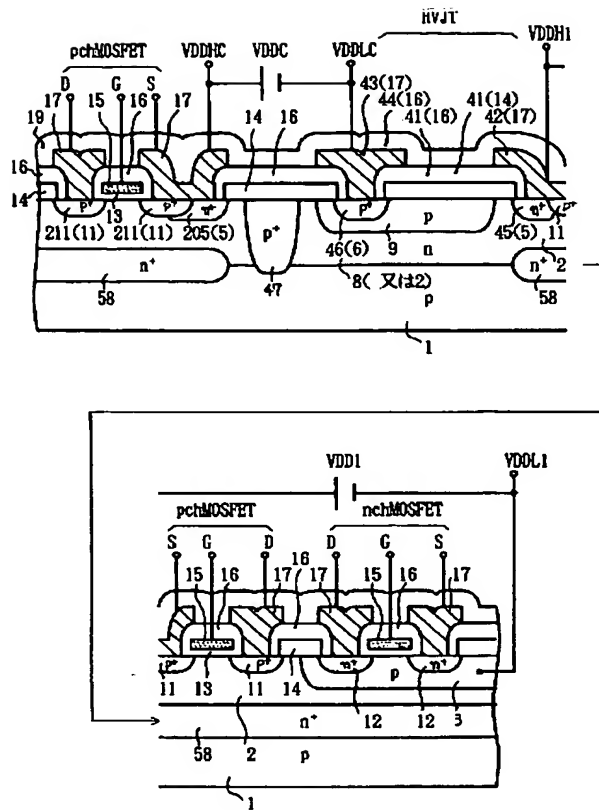 HVJT
pchMOSFET VDDHC VDDC VDDLC VDDH1
D G S 43(17)
15 16 17 44(16) 41(16) 41(14)
19 17 14 16 42(17)
16
14
P+ 13 P+ n+ P+ p n+ P+
211(11) 211(11) 205(5) p+ 46(6) 9 n 45(5) 11
n+ n+ 2
58 47 8(又は2) 58
p
1
VDD1 VDDL1
pchMOSFET nchMOSFET
S G D D G S
15 16 17 16 17 15 16 17
P+ P+ n+ p n+
11 13 11 14 12 12 3
n+
58 2 p
1